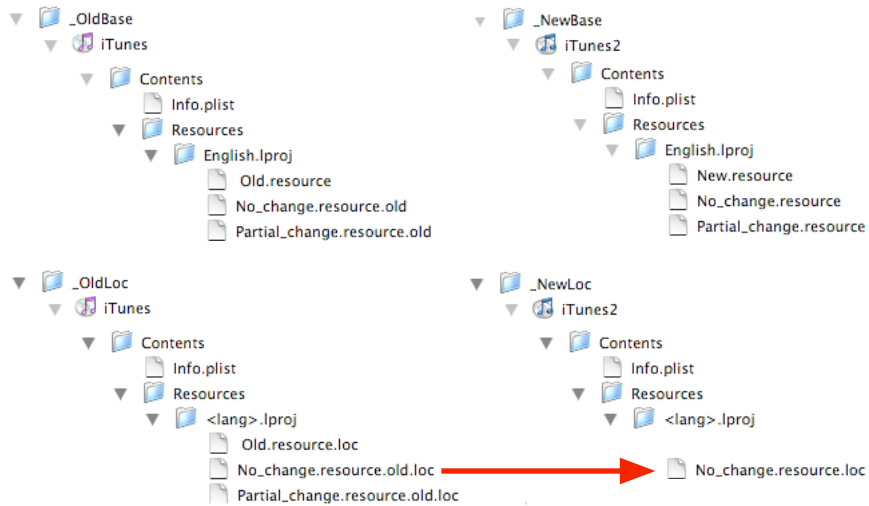 _OldBase
iTunes
Contents
Info.plist
Resources
English.lproj
Old.resource
No_change.resource.old
Partial_change.resource.old
_NewBase
iTunes2
Contents
Info.plist
Resources
English.lproj
New.resource
No_change.resource
Partial_change.resource
_OldLoc
iTunes
Contents
Info.plist
Resources
<lang>.lproj
Old.resource.loc
No_change.resource.old.loc
Partial_change.resource.old.loc
_NewLoc
iTunes2
Contents
Info.plist
Resources
<lang>.lproj
No_change.resource.loc